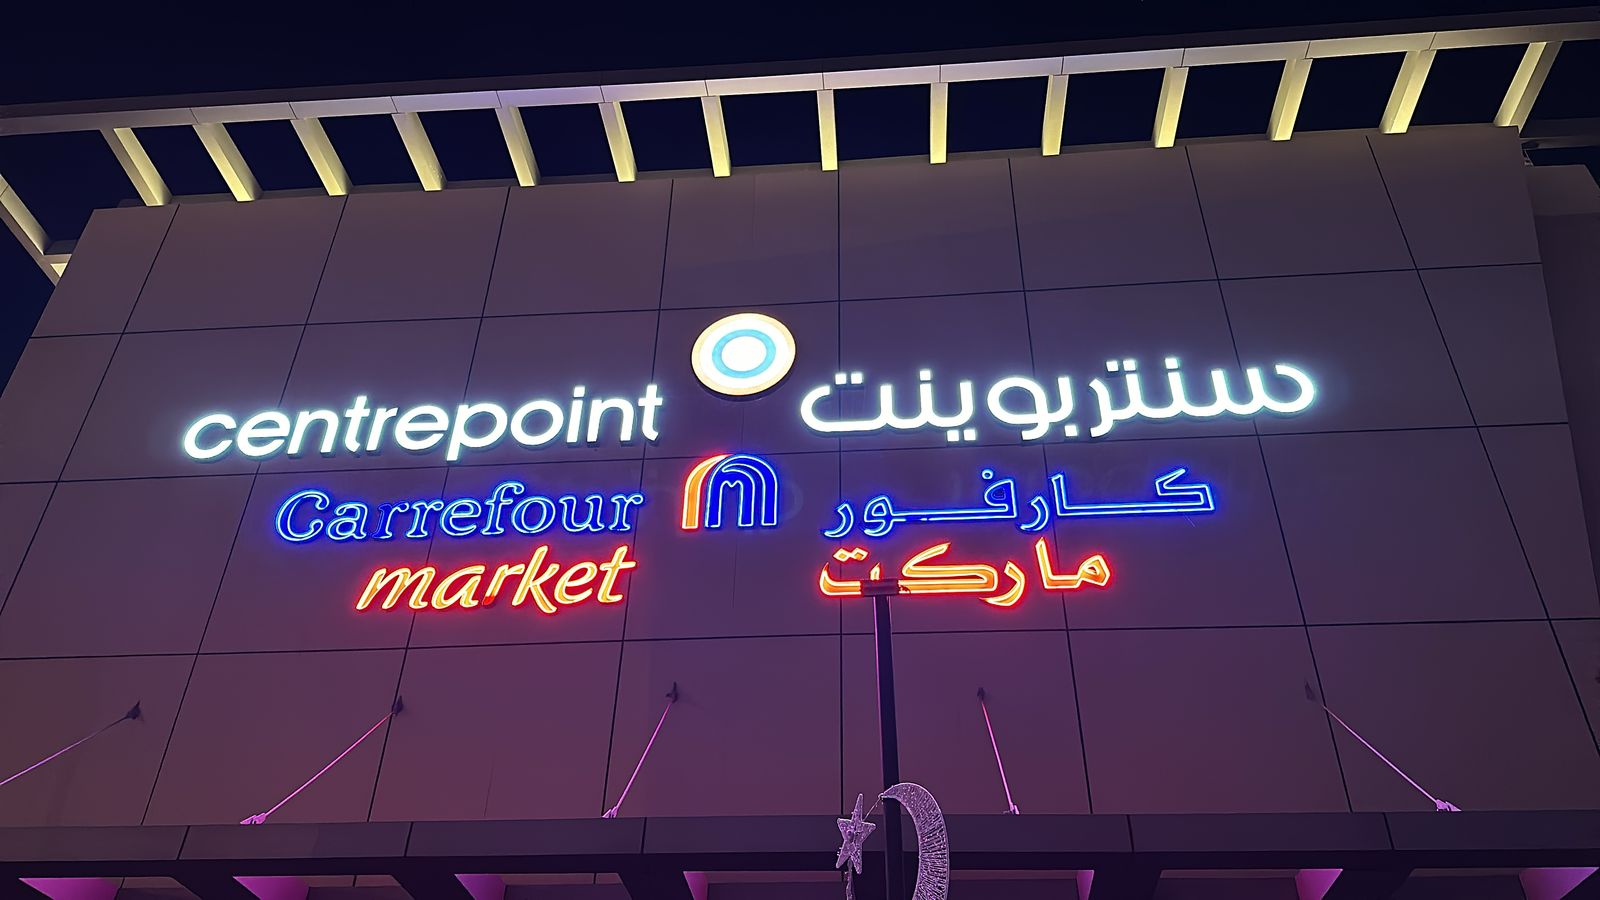 centrepoint سنتربوينت
Carrefour كارفور
market ماركت